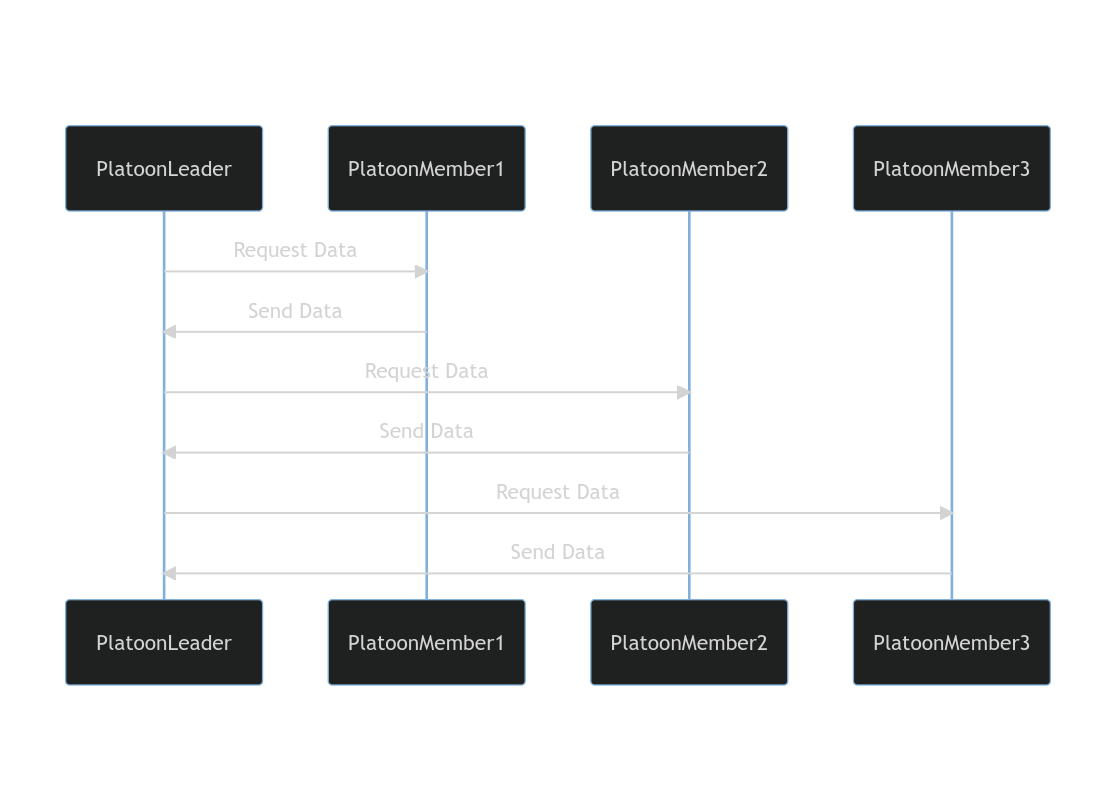 PlatoonLeader
PlatoonMember1
PlatoonMember2
PlatoonMember3
Request Data
Send Data
Request Data
Send Data
Request Data
Send Data
PlatoonLeader
PlatoonMember1
PlatoonMember2
PlatoonMember3